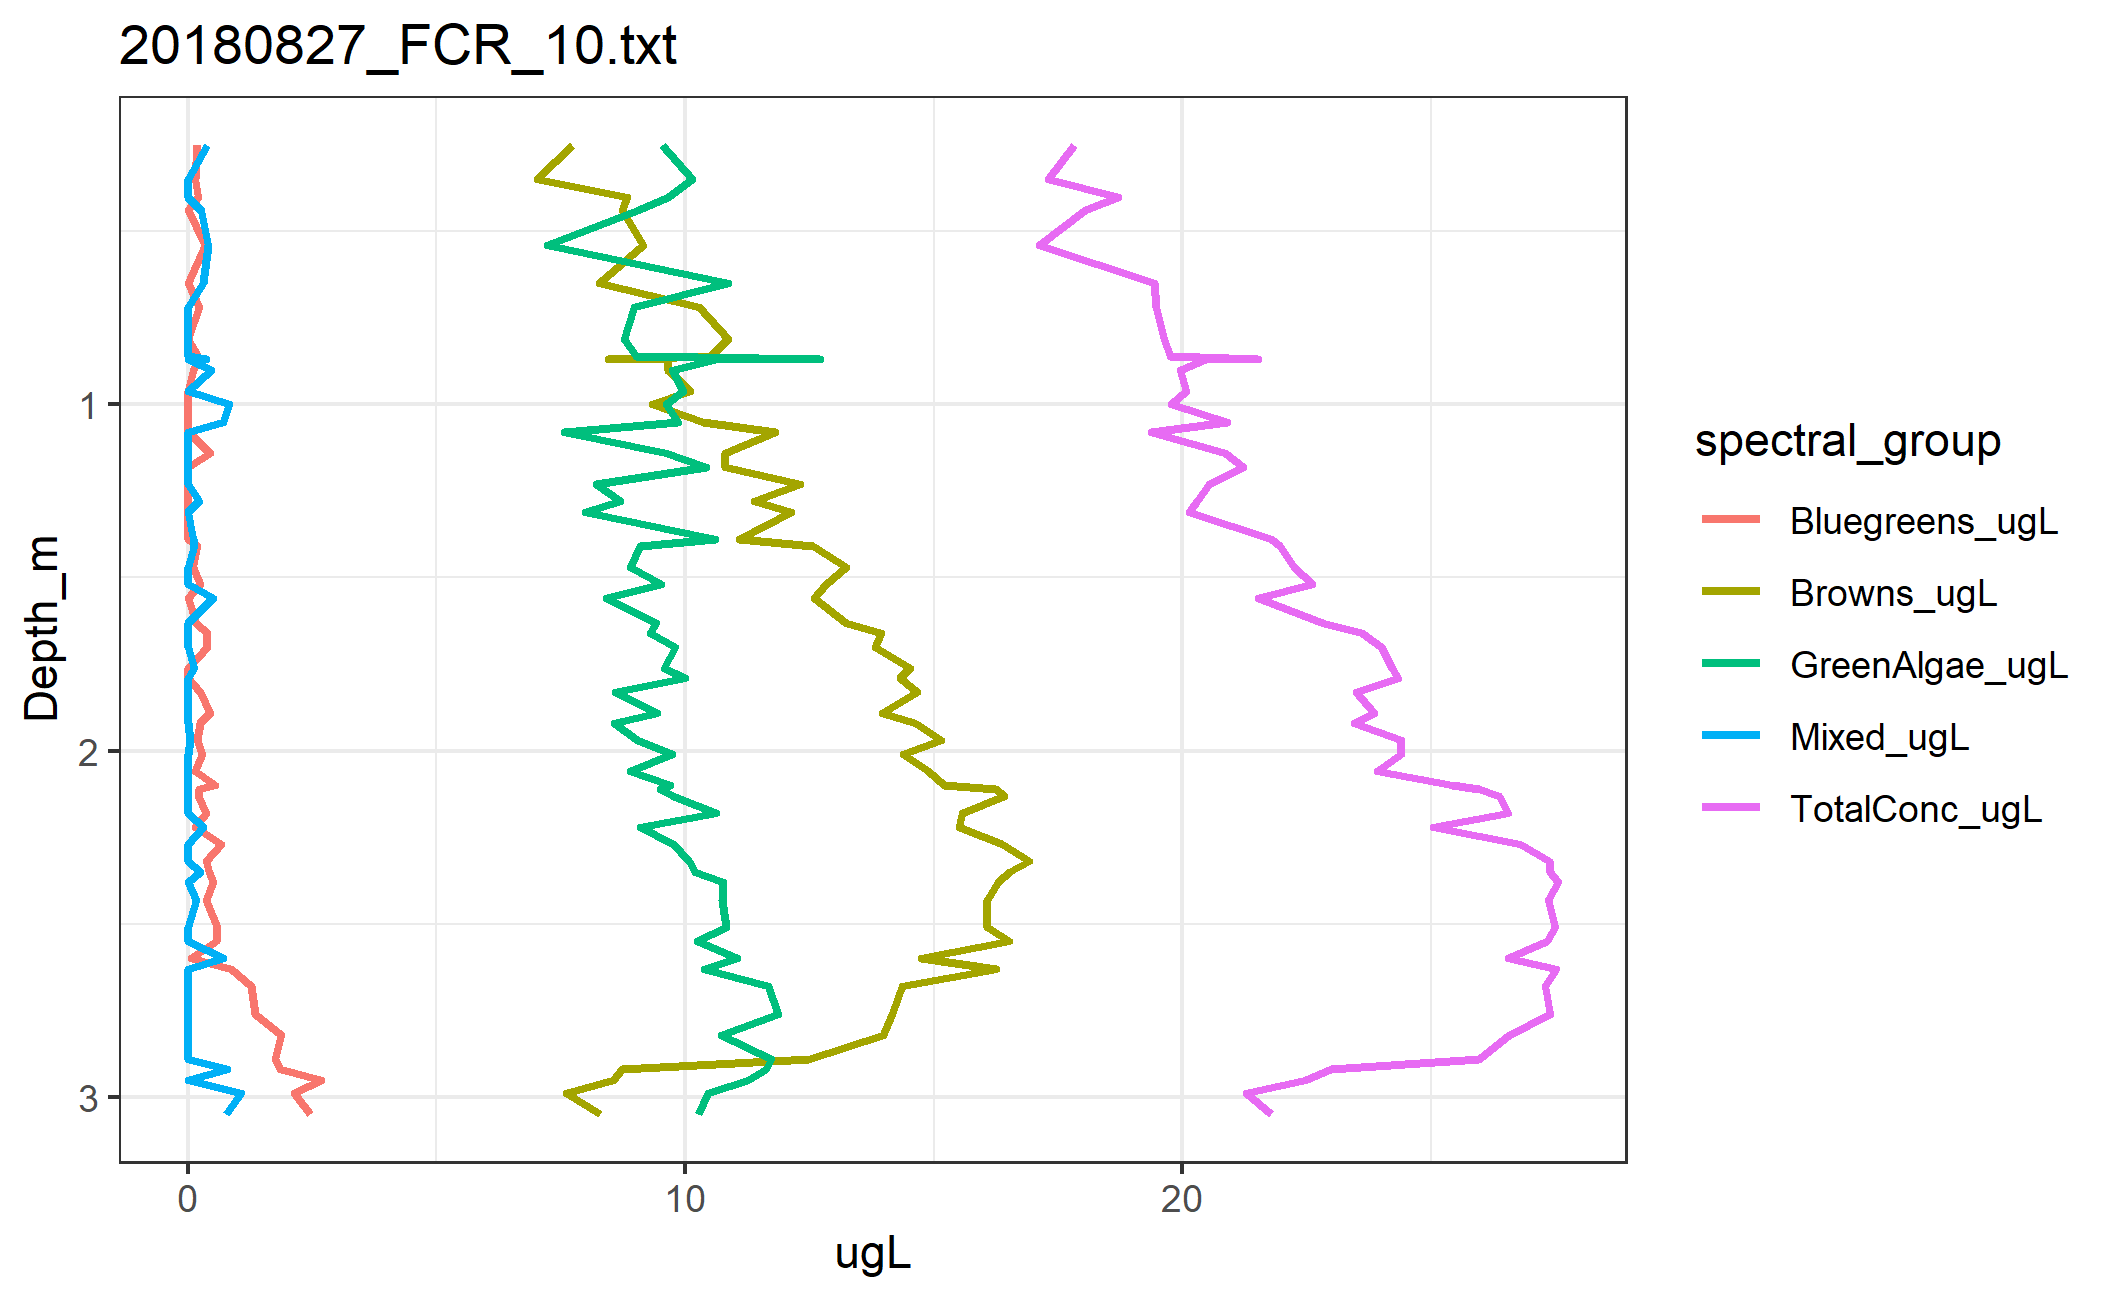 20180827_FCR_10.txt
Depth_m
1
2
3
0
10
20
ugL
spectral_group
Bluegreens_ugL
Browns_ugL
GreenAlgae_ugL
Mixed_ugL
TotalConc_ugL